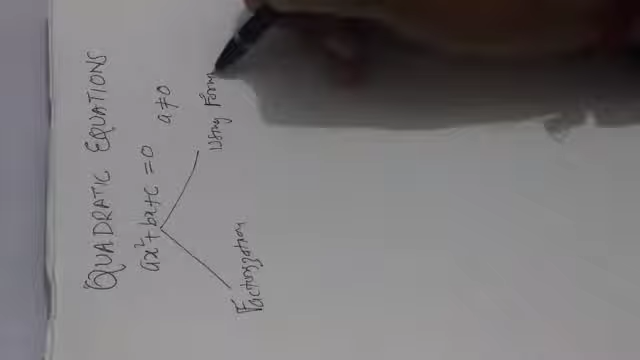 QUADRATIC EQUATIONS
ax²+bx+c = 0 a≠0
Factorization
Using Form